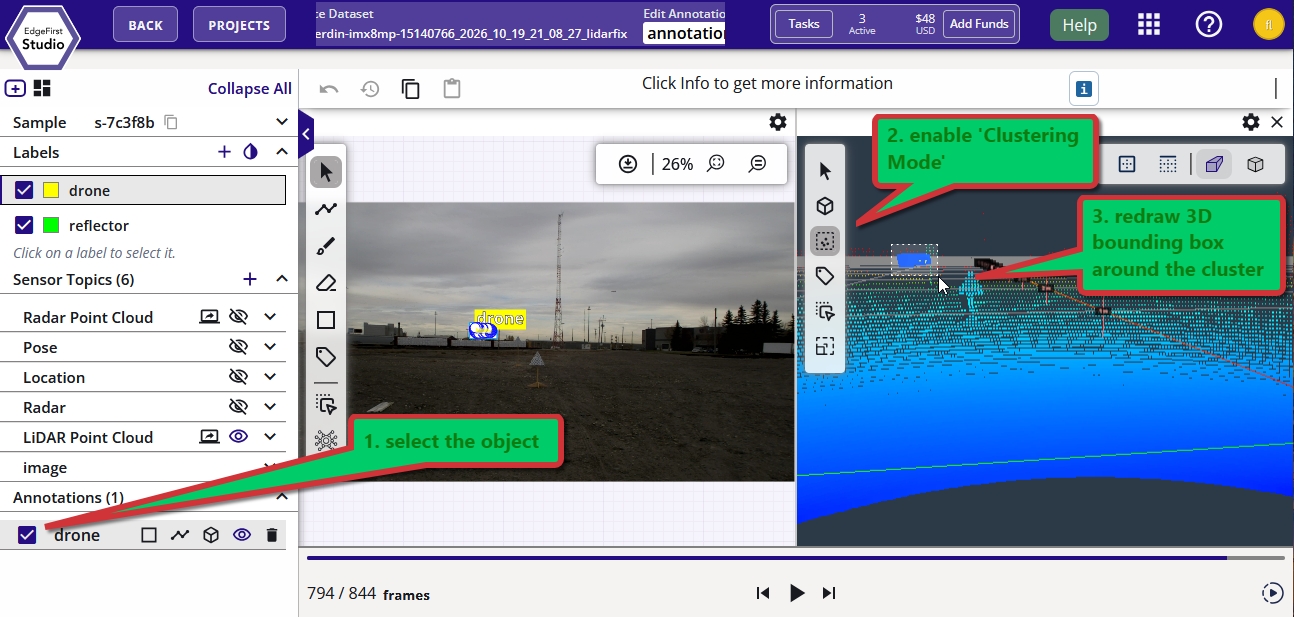 EdgeFirst
Studio
BACK
PROJECTS
ce Dataset
erdin-imx8mp-15140766_2026_10_19_21_08_27_lidarfix
Edit Annotatio
annotation
Tasks
3
Active
$48
USD
Add Funds
Help
fl
Collapse All
Click Info to get more information
i
Sample
s-7c3f8b
Labels
drone
reflector
Click on a label to select it.
Sensor Topics (6)
Radar Point Cloud
Pose
Location
Radar
LiDAR Point Cloud
image
Annotations (1)
drone
26%
drone
1. select the object
2. enable 'Clustering
Mode'
3. redraw 3D
bounding box
around the cluster
794 / 844 frames